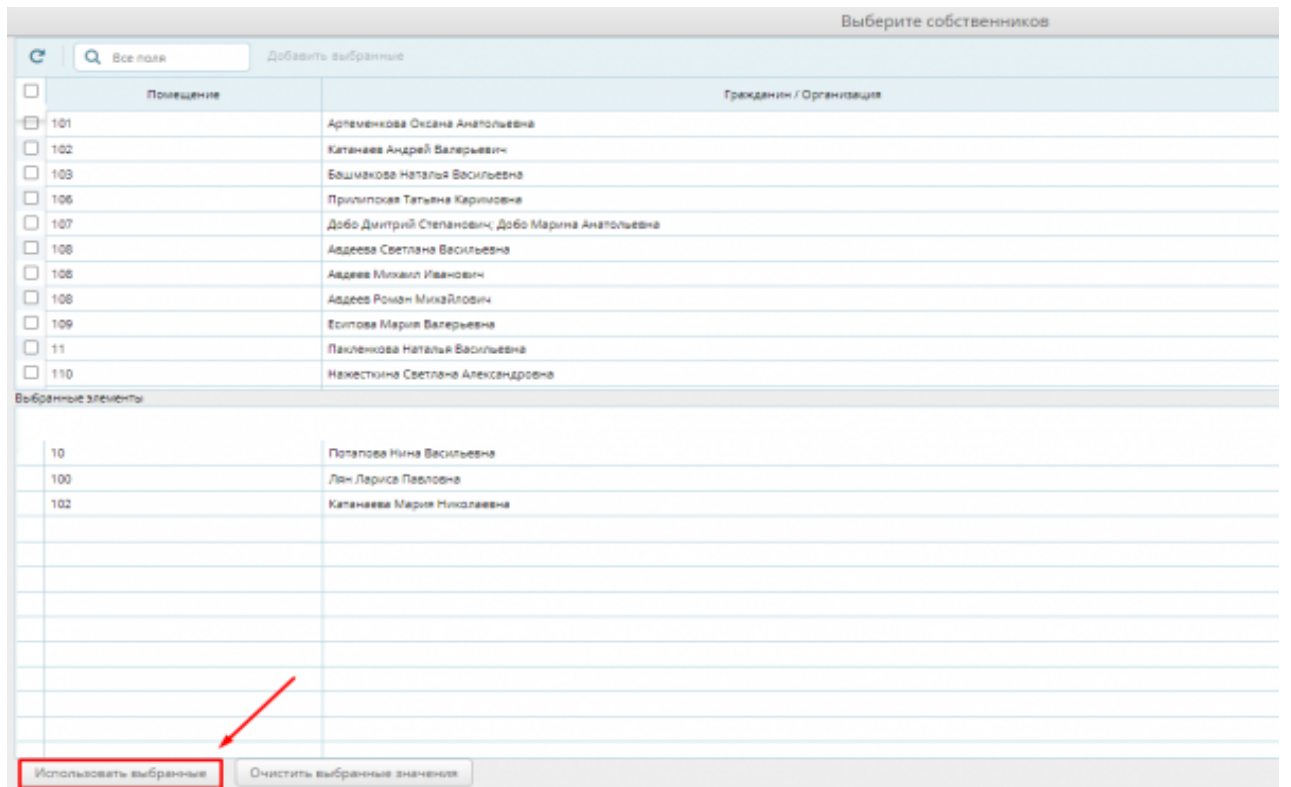 Выберите собственников
Все поля Добавить выбранные
Помещение Гражданин / Организация
101 Артеменкова Оксана Анатольевна
102 Катанаев Андрей Валерьевич
103 Башмакова Наталья Васильевна
106 Прилипская Татьяна Каримовна
107 Добо Дмитрий Степанович; Добо Марина Анатольевна
108 Авдеева Светлана Васильевна
108 Авдеев Михаил Иванович
108 Авдеев Роман Михайлович
109 Есипова Мария Валерьевна
11 Пакленкова Наталья Васильевна
110 Нажесткина Светлана Александровна
Выбранные элементы
10 Потапова Нина Васильевна
100 Лян Лариса Павловна
102 Катанаева Мария Николаевна
Использовать выбранные Очистить выбранные значения